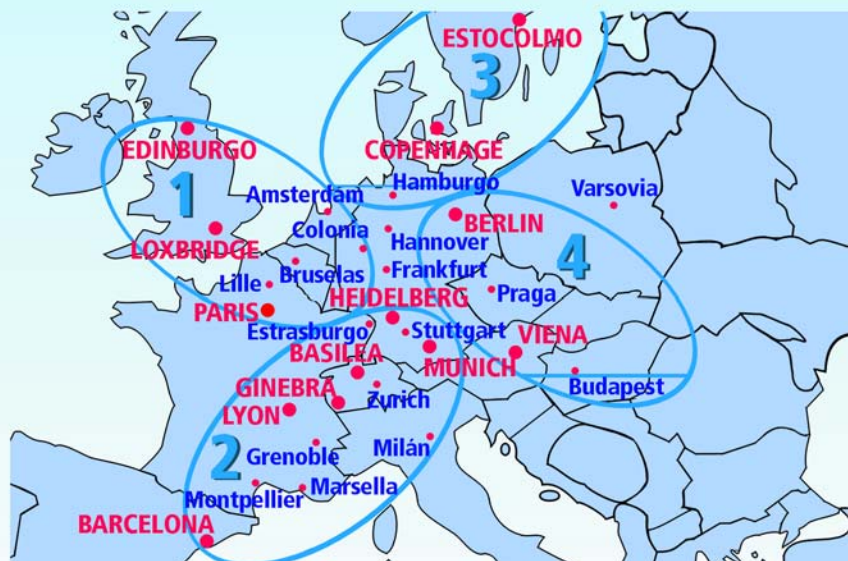 ESTOCOLMO
3
EDINBURGO
COPENHAGE
1
Amsterdam
Hamburgo
Varsovia
LOXBRIDGE
Colonia
BERLIN
Hannover
4
Lille
Bruselas
Frankfurt
Praga
PARIS
HEIDELBERG
Estrasburgo
Stuttgart
VIENA
BASILEA
MUNICH
GINEBRA
Zurich
Budapest
LYON
2
Grenoble
Milán
Montpellier
Marsella
BARCELONA